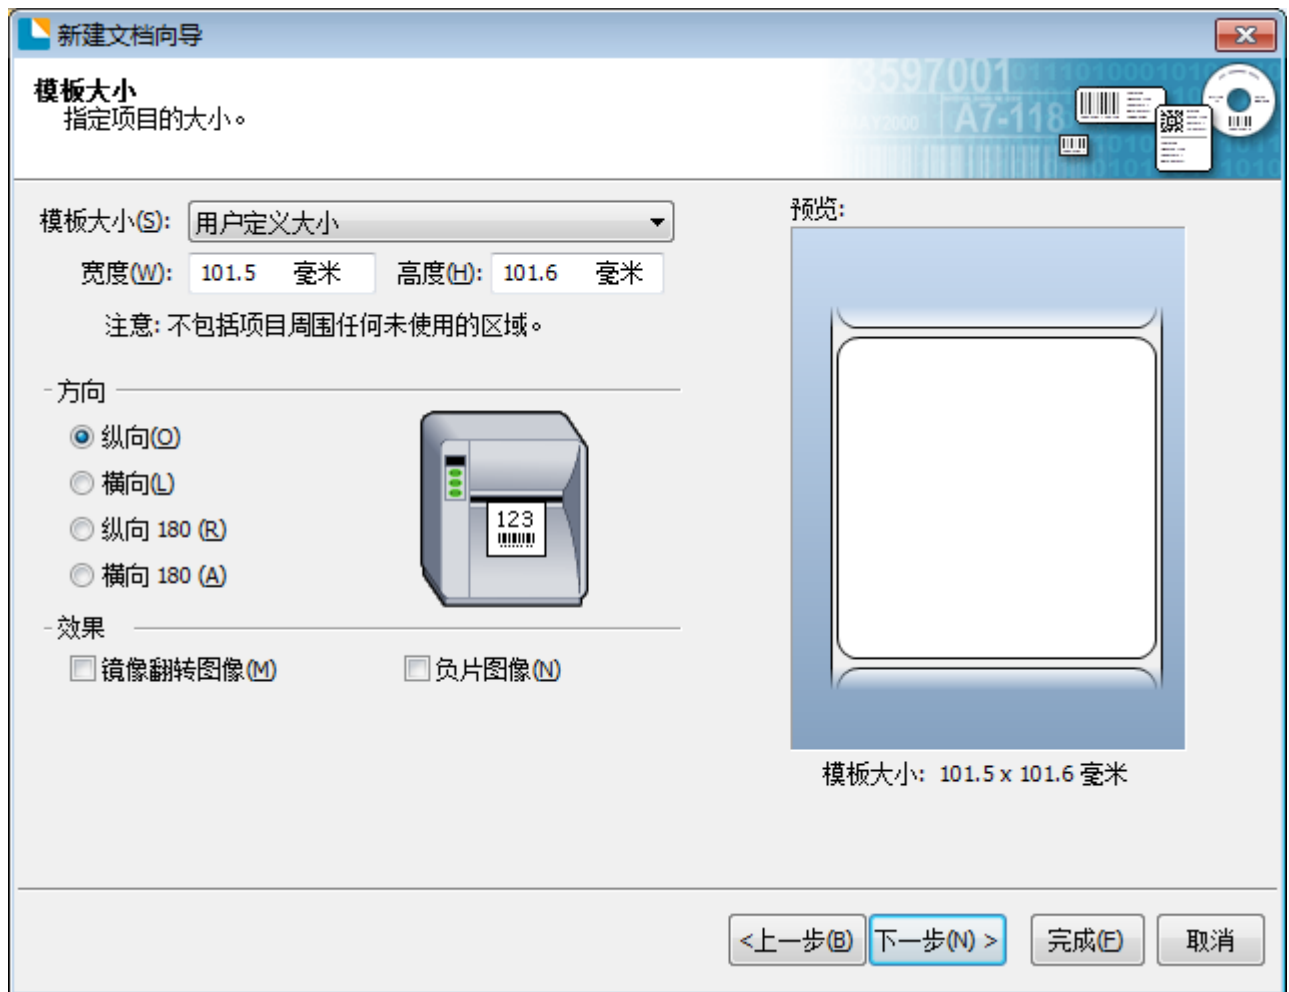 新建文档向导
模板大小
指定项目的大小。
3597001
A7-118
模板大小(S): 用户定义大小
宽度(W): 101.5 毫米 高度(H): 101.6 毫米
注意: 不包括项目周围任何未使用的区域。
方向
纵向(O)
横向(L)
纵向 180 (R)
横向 180 (A)
123
效果
镜像翻转图像(M) 负片图像(N)
预览:
模板大小: 101.5 x 101.6 毫米
<上一步(B) 下一步(N) > 完成(F) 取消